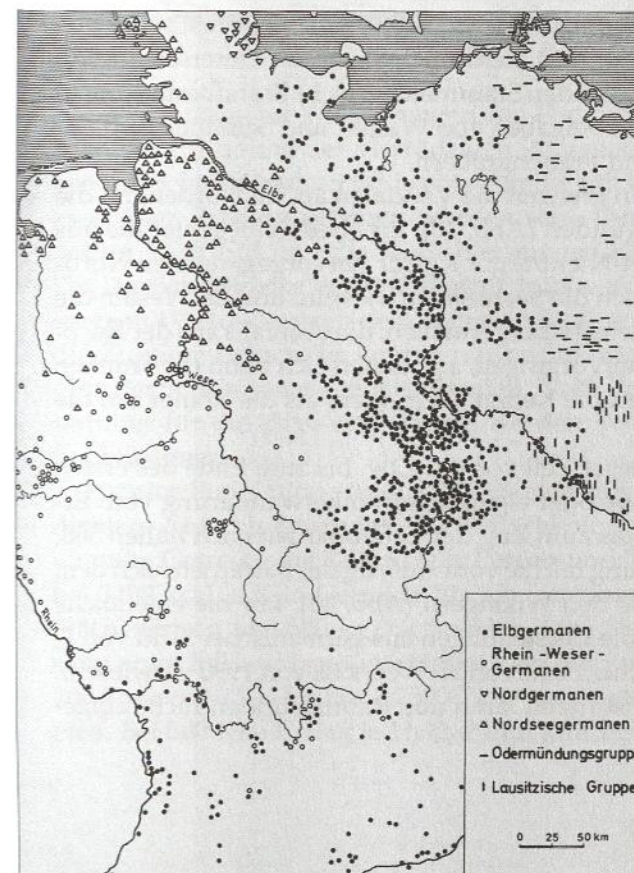 Elbe
Weser
Rhein
Elbgermanen
Rhein-Weser-
Germanen
Nordgermanen
Nordseegermanen
Odermündungsgrupp
Lausitzische Gruppe
0 25 50 km